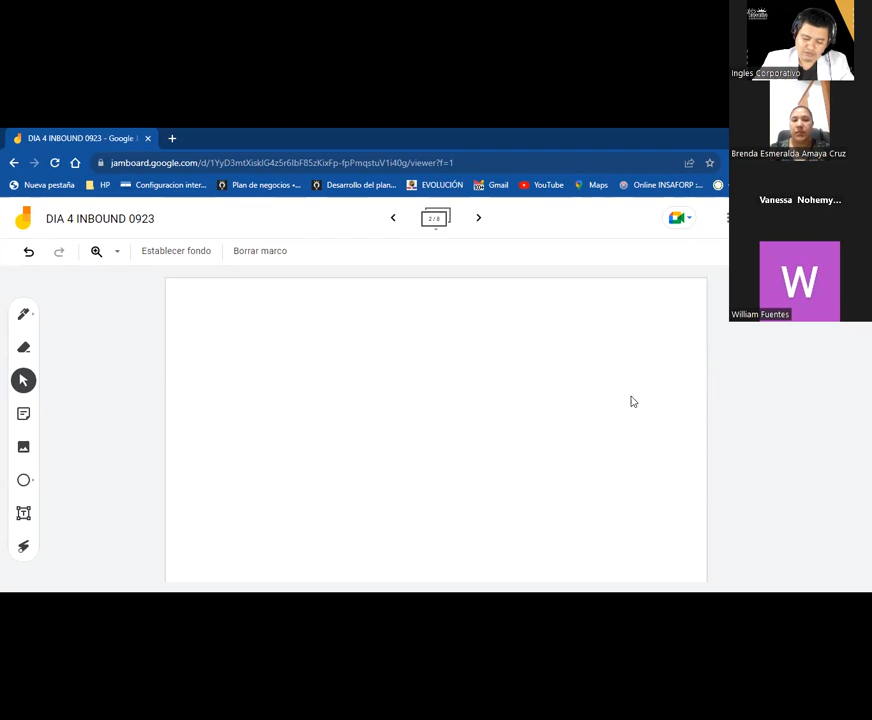 DIA 4 INBOUND 0923 - Google
jamboard.google.com/d/1YyD3mtXiskIG4z5r6IbF85zKixFp-fpPmqstuV1i40g/viewer?f=1
Nueva pestaña HP Configuracion inter... Plan de negocios •... Desarrollo del plan... EVOLUCIÓN Gmail YouTube Maps Online INSAFORP :...
DIA 4 INBOUND 0923
2 / 8
Establecer fondo Borrar marco
Ingles Corporativo
Brenda Esmeralda Amaya Cruz
Vanessa Nohemy...
W
William Fuentes